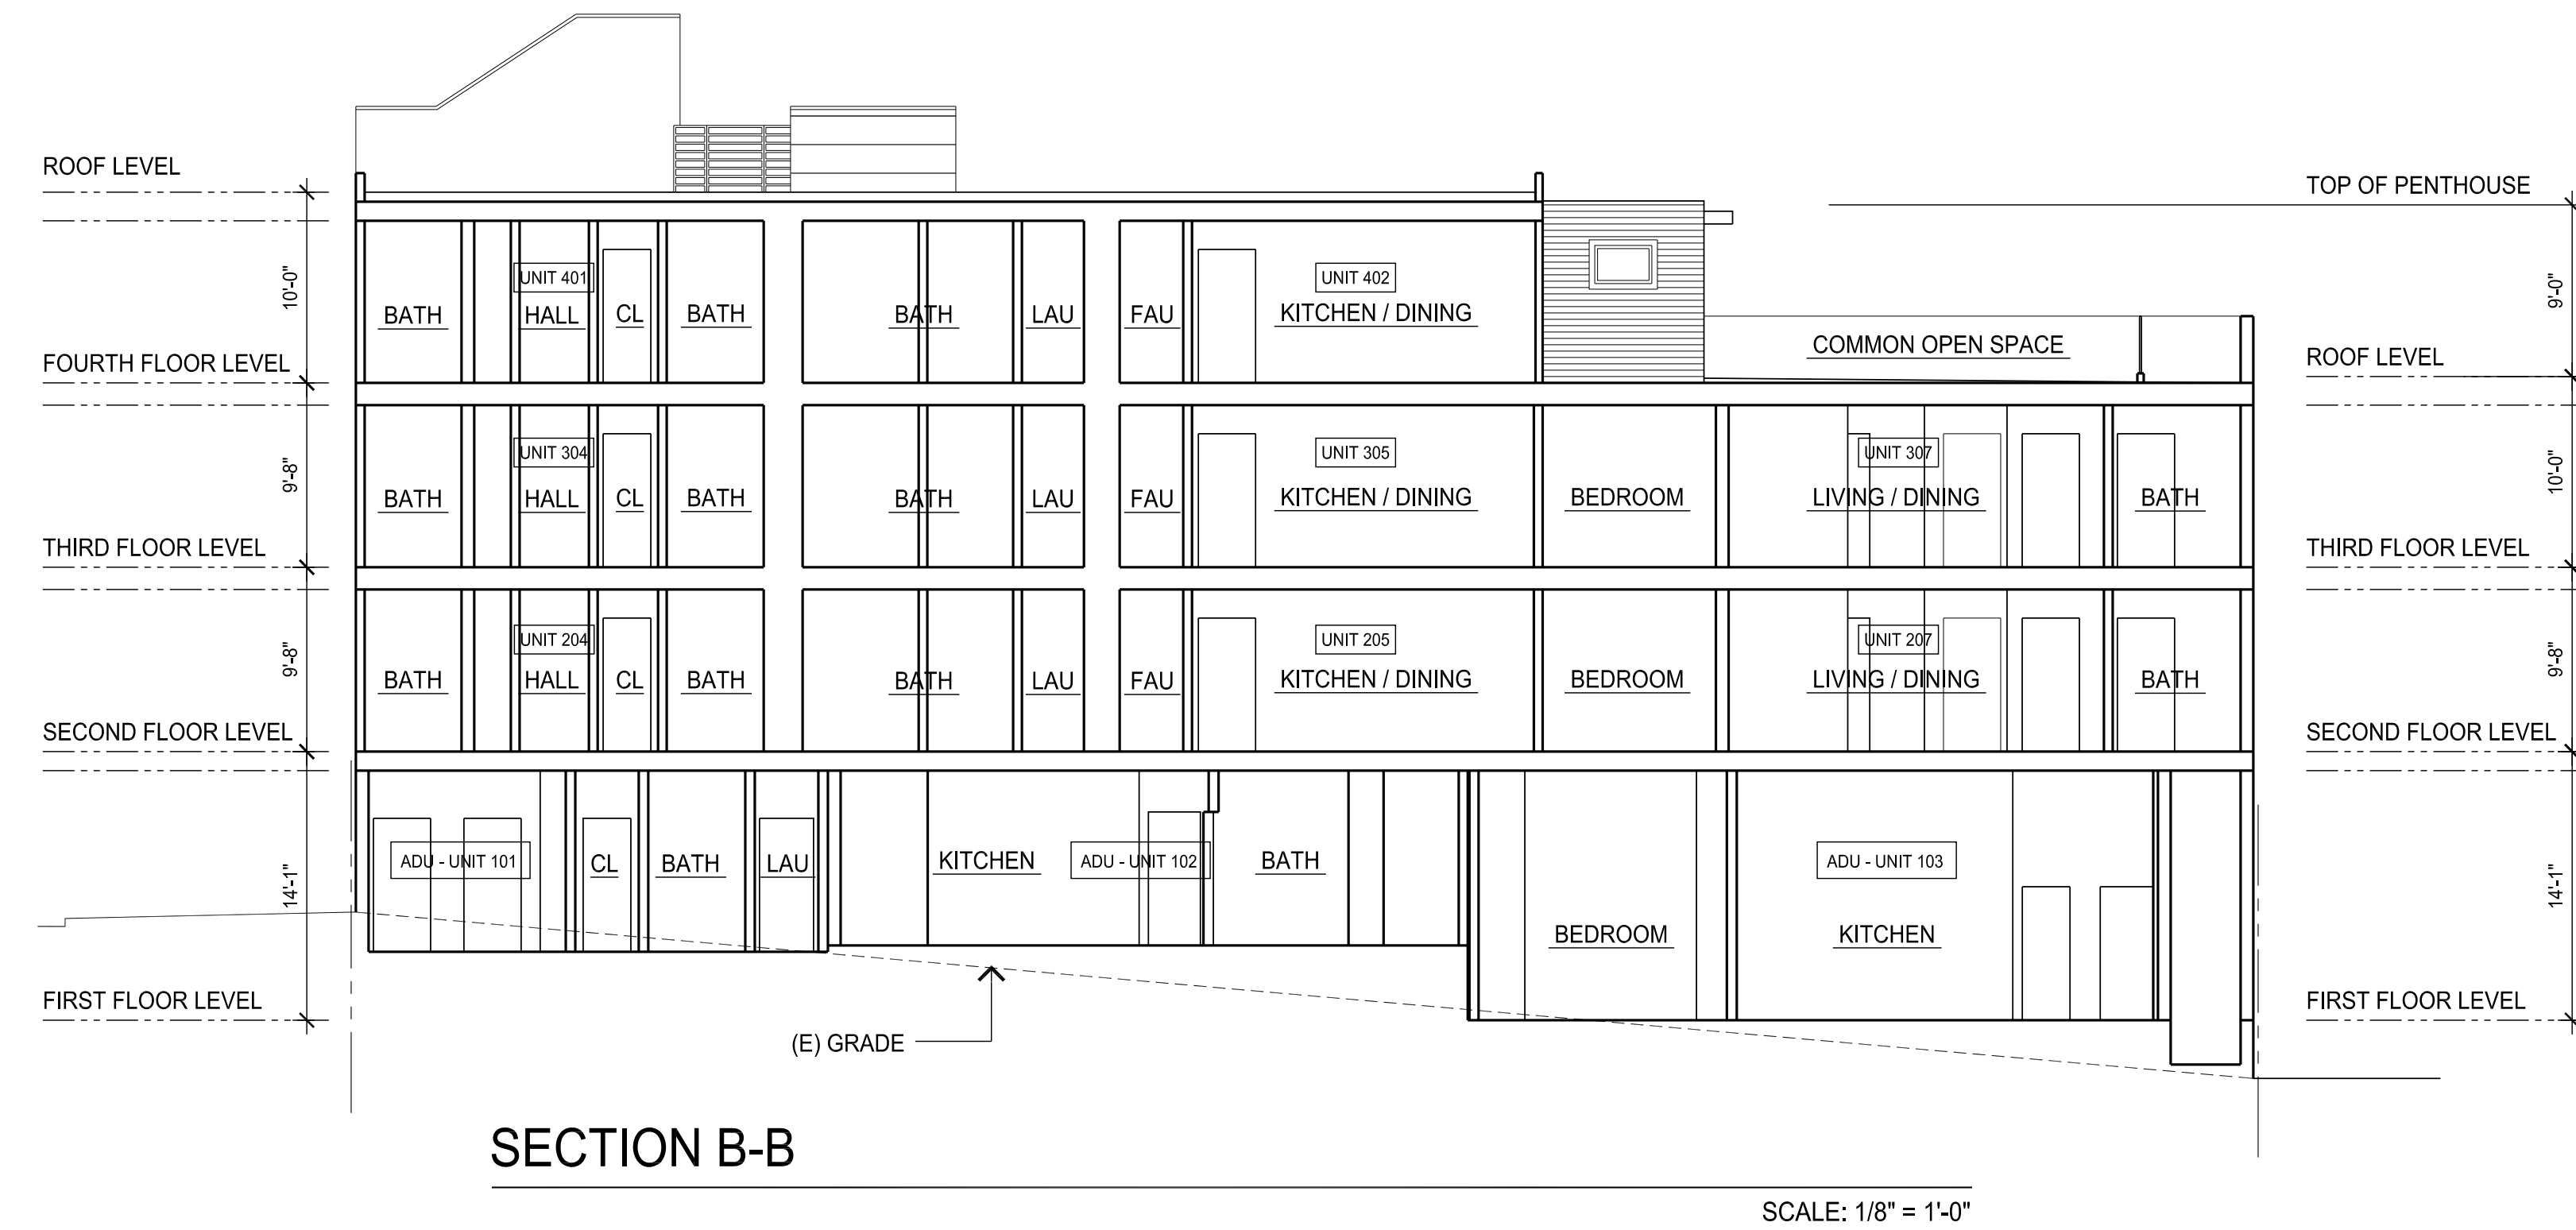 ROOF LEVEL
TOP OF PENTHOUSE
10'-0"
UNIT 401
UNIT 402
9'-0"
BATH
HALL
CL
BATH
BATH
LAU
FAU
KITCHEN / DINING
COMMON OPEN SPACE
FOURTH FLOOR LEVEL
ROOF LEVEL
9'-8"
UNIT 304
UNIT 305
UNIT 307
10'-0"
BATH
HALL
CL
BATH
BATH
LAU
FAU
KITCHEN / DINING
BEDROOM
LIVING / DINING
BATH
THIRD FLOOR LEVEL
THIRD FLOOR LEVEL
9'-8"
UNIT 204
UNIT 205
UNIT 207
9'-8"
BATH
HALL
CL
BATH
BATH
LAU
FAU
KITCHEN / DINING
BEDROOM
LIVING / DINING
BATH
SECOND FLOOR LEVEL
SECOND FLOOR LEVEL
14'-1"
ADU - UNIT 101
CL
BATH
LAU
KITCHEN
ADU - UNIT 102
BATH
ADU - UNIT 103
14'-1"
BEDROOM
KITCHEN
FIRST FLOOR LEVEL
FIRST FLOOR LEVEL
(E) GRADE
SECTION B-B
SCALE: 1/8" = 1'-0"